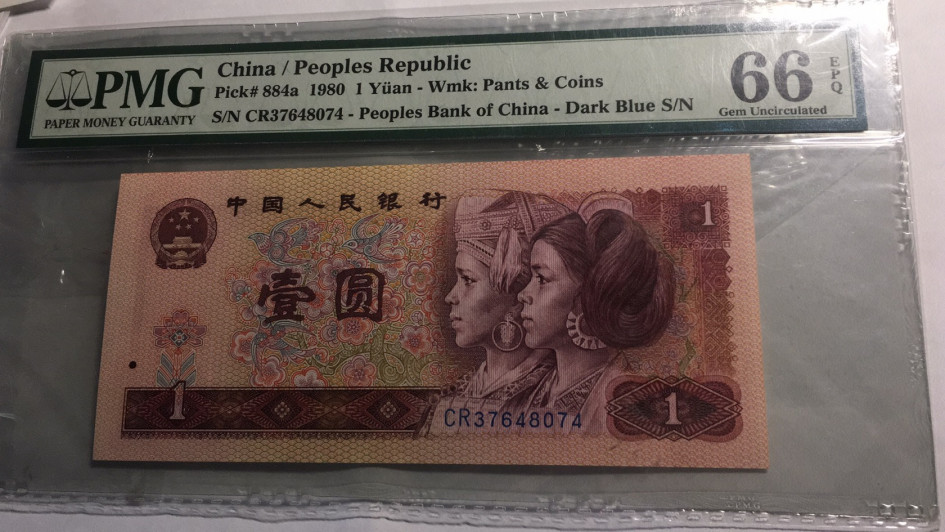 PMG
PAPER MONEY GUARANTY
China / Peoples Republic
Pick# 884a 1980 1 Yüan - Wmk: Pants & Coins
S/N CR37648074 - Peoples Bank of China - Dark Blue S/N
66
EPQ
Gem Uncirculated
中国人民银行
1
壹圆
1
1
CR37648074
PMG